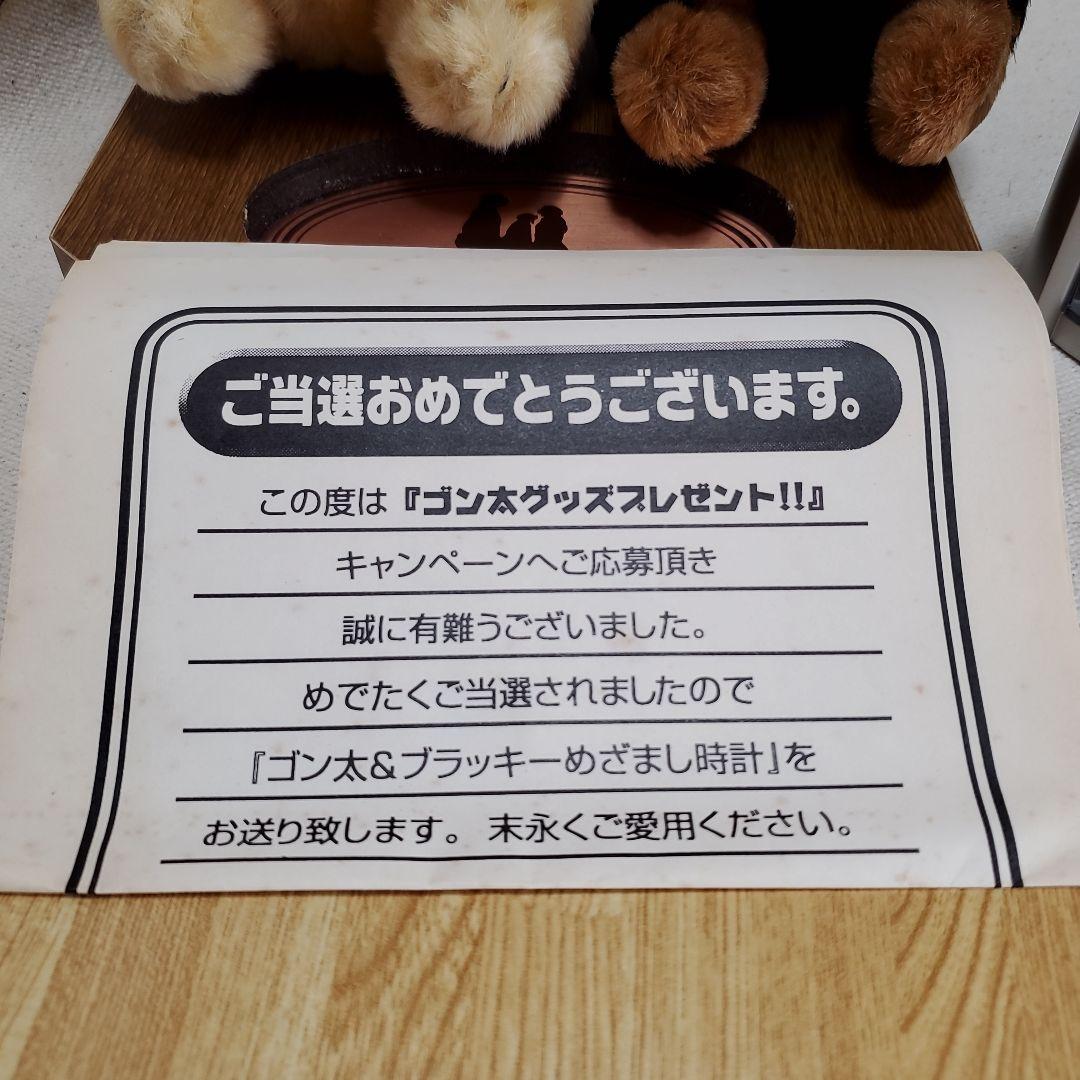 ご当選おめでとうございます。
この度は『ゴン太グッズプレゼント!!』
キャンペーンへご応募頂き
誠に有難うございました。
めでたくご当選されましたので
『ゴン太&ブラッキーめざまし時計』を
お送り致します。末永くご愛用ください。